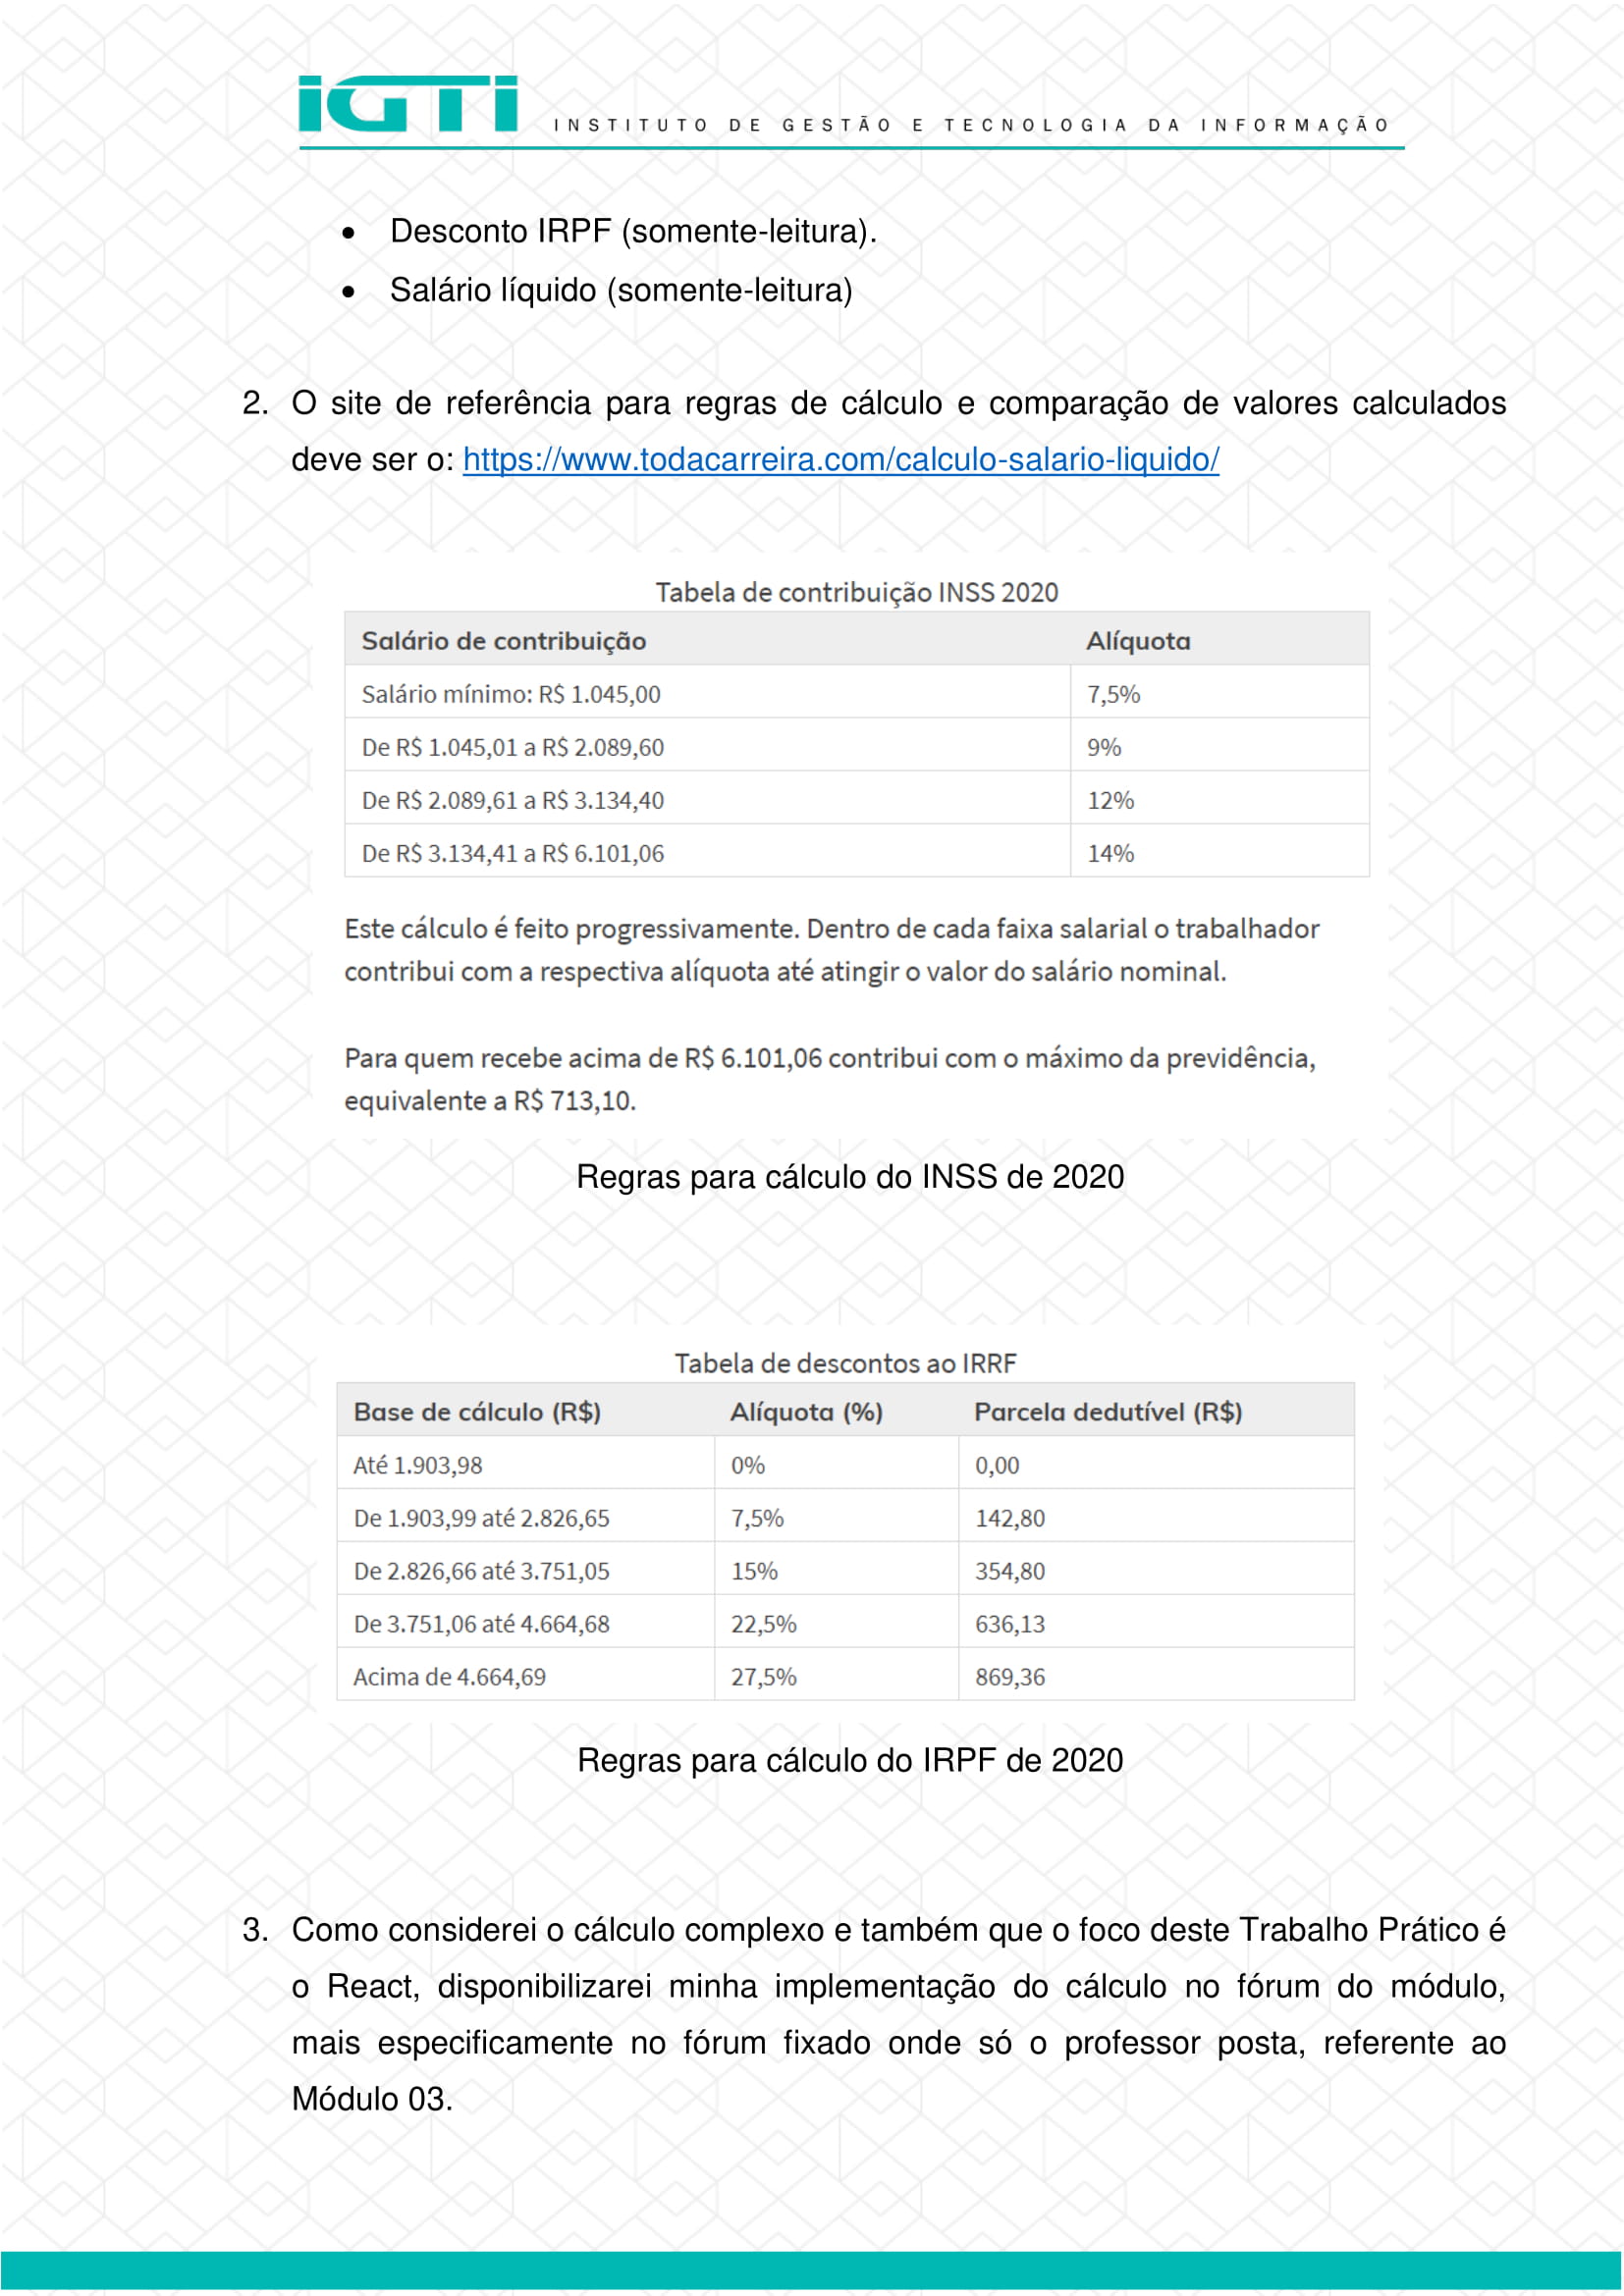 iGTi INSTITUTO DE GESTÃO E TECNOLOGIA DA INFORMAÇÃO
• Desconto IRPF (somente-leitura).
• Salário líquido (somente-leitura)
2. O site de referência para regras de cálculo e comparação de valores calculados
deve ser o: https://www.todacarreira.com/calculo-salario-liquido/
Tabela de contribuição INSS 2020
Salário de contribuição Alíquota
Salário mínimo: R$ 1.045,00 7,5%
De R$ 1.045,01 a R$ 2.089,60 9%
De R$ 2.089,61 a R$ 3.134,40 12%
De R$ 3.134,41 a R$ 6.101,06 14%
Este cálculo é feito progressivamente. Dentro de cada faixa salarial o trabalhador
contribui com a respectiva alíquota até atingir o valor do salário nominal.
Para quem recebe acima de R$ 6.101,06 contribui com o máximo da previdência,
equivalente a R$ 713,10.
Regras para cálculo do INSS de 2020
Tabela de descontos ao IRRF
Base de cálculo (R$) Alíquota (%) Parcela dedutível (R$)
Até 1.903,98 0% 0,00
De 1.903,99 até 2.826,65 7,5% 142,80
De 2.826,66 até 3.751,05 15% 354,80
De 3.751,06 até 4.664,68 22,5% 636,13
Acima de 4.664,69 27,5% 869,36
Regras para cálculo do IRPF de 2020
3. Como considerei o cálculo complexo e também que o foco deste Trabalho Prático é
o React, disponibilizarei minha implementação do cálculo no fórum do módulo,
mais especificamente no fórum fixado onde só o professor posta, referente ao
Módulo 03.